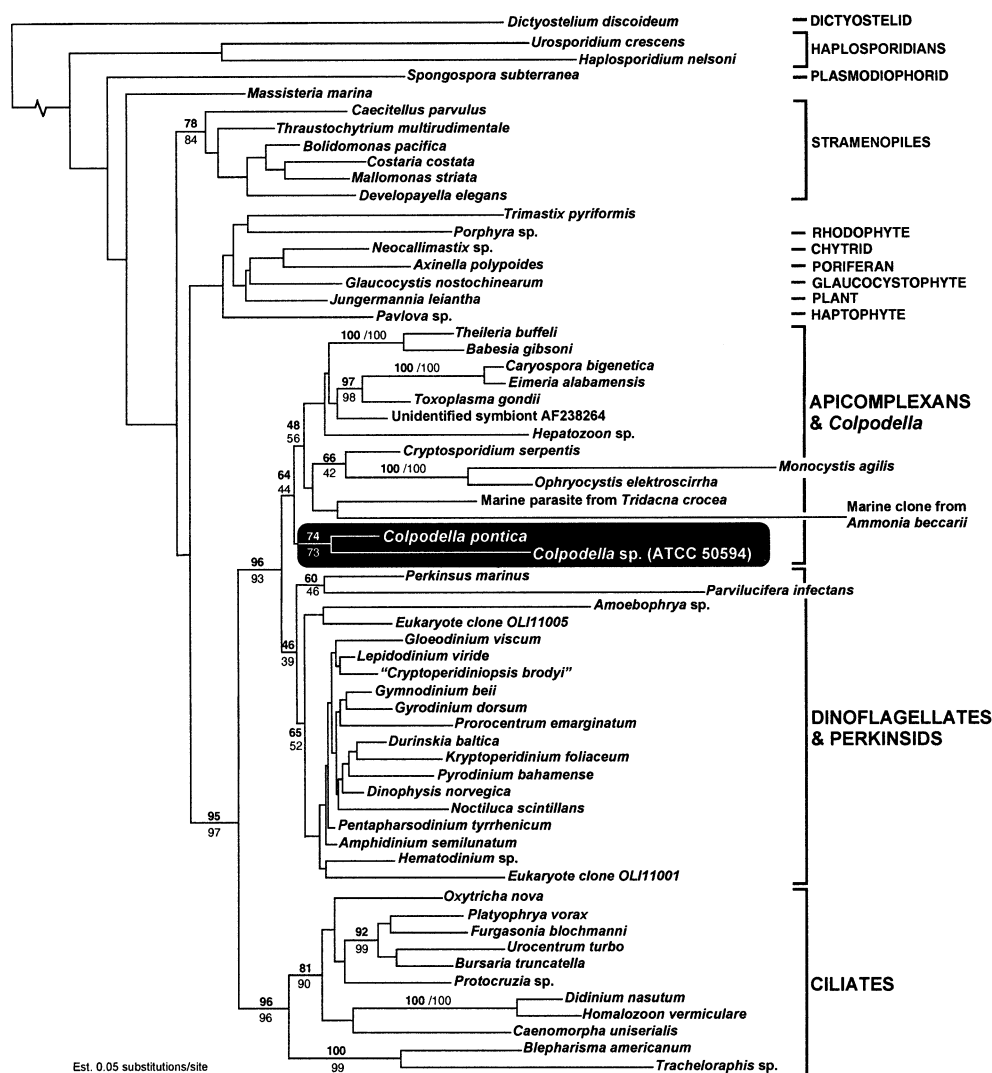 Dictyostelium discoideum
DICTYOSTELID
Urosporidium crescens
HAPLOSPORIDIANS
Haplosporidium nelsoni
Spongospora subterranea
PLASMODIOPHORID
Massisteria marina
Caecitellus parvulus
78
84
Thraustochytrium multirudimentale
Bolidomonas pacifica
STRAMENOPILES
Costaria costata
Mallomonas striata
Developayella elegans
Trimastix pyriformis
Porphyra sp.
RHODOPHYTE
Neocallimastix sp.
CHYTRID
Axinella polypoides
PORIFERAN
Glaucocystis nostochinearum
GLAUCOCYSTOPHYTE
Jungermannia leiantha
PLANT
Pavlova sp.
HAPTOPHYTE
Theileria buffeli
100 /100
Babesia gibsoni
Caryospora bigenetica
100 /100
Eimeria alabamensis
97
98
Toxoplasma gondii
APICOMPLEXANS
& Colpodella
Unidentified symbiont AF238264
48
56
Hepatozoon sp.
Cryptosporidium serpentis
66
42
100 /100
Monocystis agilis
64
44
Ophryocystis elektroscirrha
Marine parasite from Tridacna crocea
Marine clone from
Ammonia beccarii
74
73
Colpodella pontica
Colpodella sp. (ATCC 50594)
96
93
Perkinsus marinus
60
46
Parvilucifera infectans
Amoebophrya sp.
Eukaryote clone OLI11005
46
39
Gloeodinium viscum
Lepidodinium viride
“Cryptoperidiniopsis brodyi”
Gymnodinium beii
Gyrodinium dorsum
Prorocentrum emarginatum
DINOFLAGELLATES
& PERKINSIDS
65
52
Durinskia baltica
Kryptoperidinium foliaceum
Pyrodinium bahamense
Dinophysis norvegica
Noctiluca scintillans
95
97
Pentapharsodinium tyrrhenicum
Amphidinium semilunatum
Hematodinium sp.
Eukaryote clone OLI11001
Oxytricha nova
Platyophrya vorax
92
99
Furgasonia blochmanni
Urocentrum turbo
Bursaria truncatella
81
90
Protocruzia sp.
CILIATES
96
96
100 /100
Didinium nasutum
Homalozoon vermiculare
Caenomorpha uniserialis
100
99
Blepharisma americanum
Tracheloraphis sp.
Est. 0.05 substitutions/site